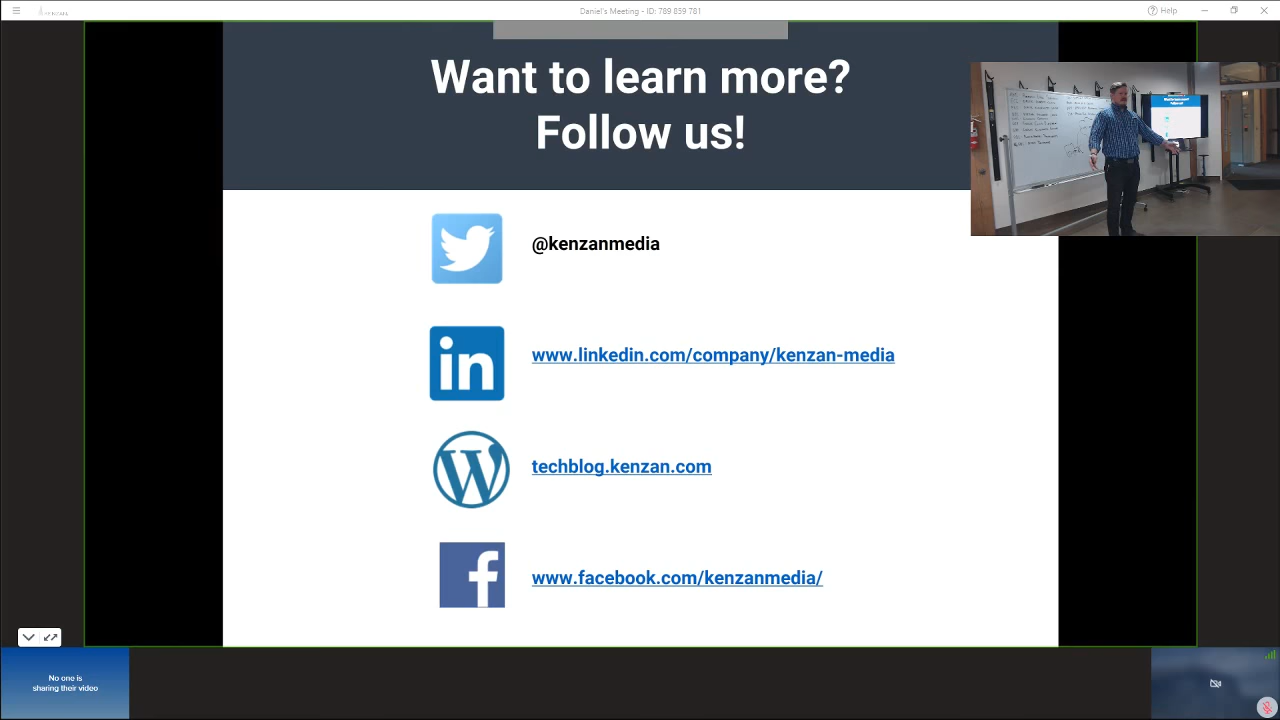 KENZAN
Daniel's Meeting - ID: 789 859 781
Help
Want to learn more?
Follow us!
@kenzanmedia
www.linkedin.com/company/kenzan-media
techblog.kenzan.com
www.facebook.com/kenzanmedia/
No one is
sharing their video